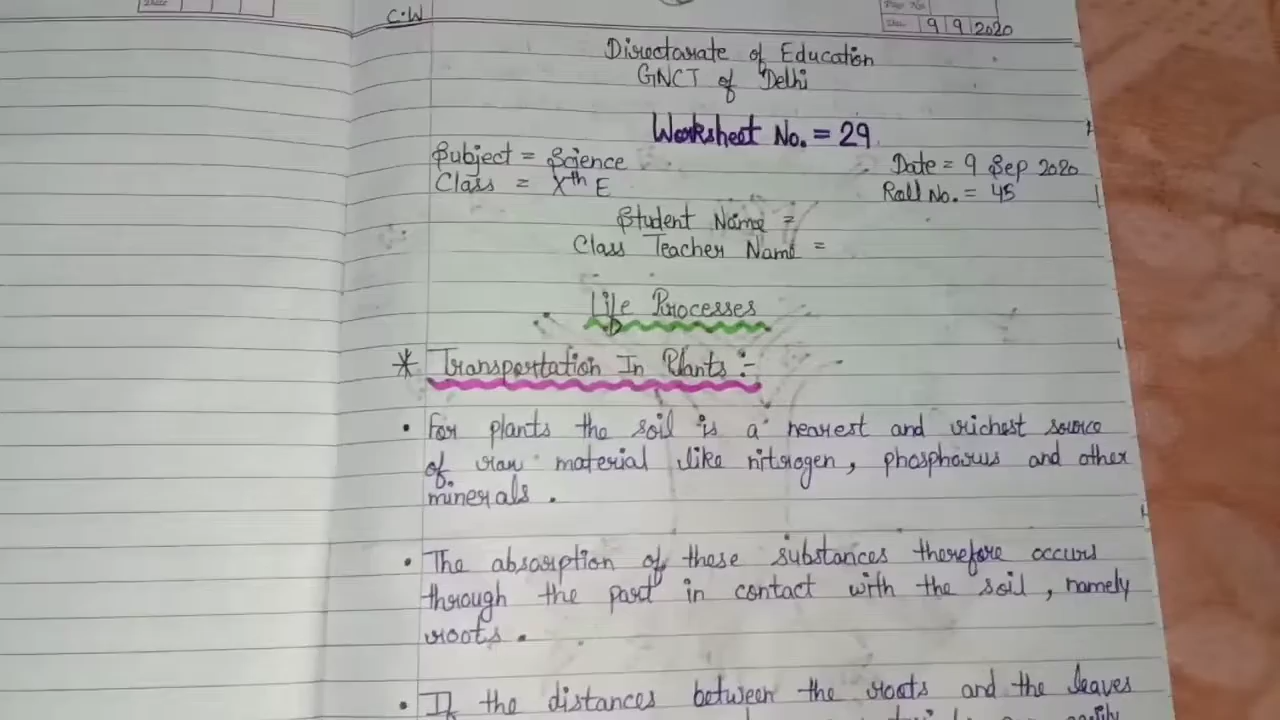 Date
C.W
Page No.
Date 9 9 2020
Directorate of Education
GNCT of Delhi
Worksheet No. = 29
Subject = Science
Date = 9 Sep 2020
Class = Xth E
Roll No. = 45
Student Name =
Class Teacher Name =
Life Processes
* Transportation In Plants :-
• For plants the soil is a nearest and richest source
of raw material like nitrogen, phosphorus and other
minerals.
• The absorption of these substances therefore occurs
through the part in contact with the soil, namely
roots.
• If the distances between the roots and the leaves